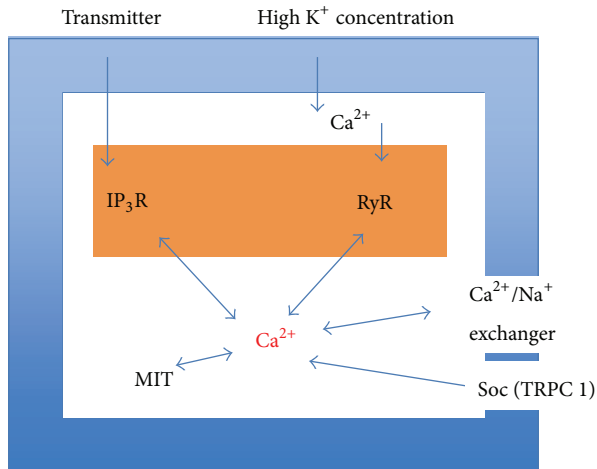 Transmitter
High K⁺ concentration
Ca²⁺
IP₃R
RyR
Ca²⁺/Na⁺
exchanger
Ca²⁺
MIT
Soc (TRPC 1)